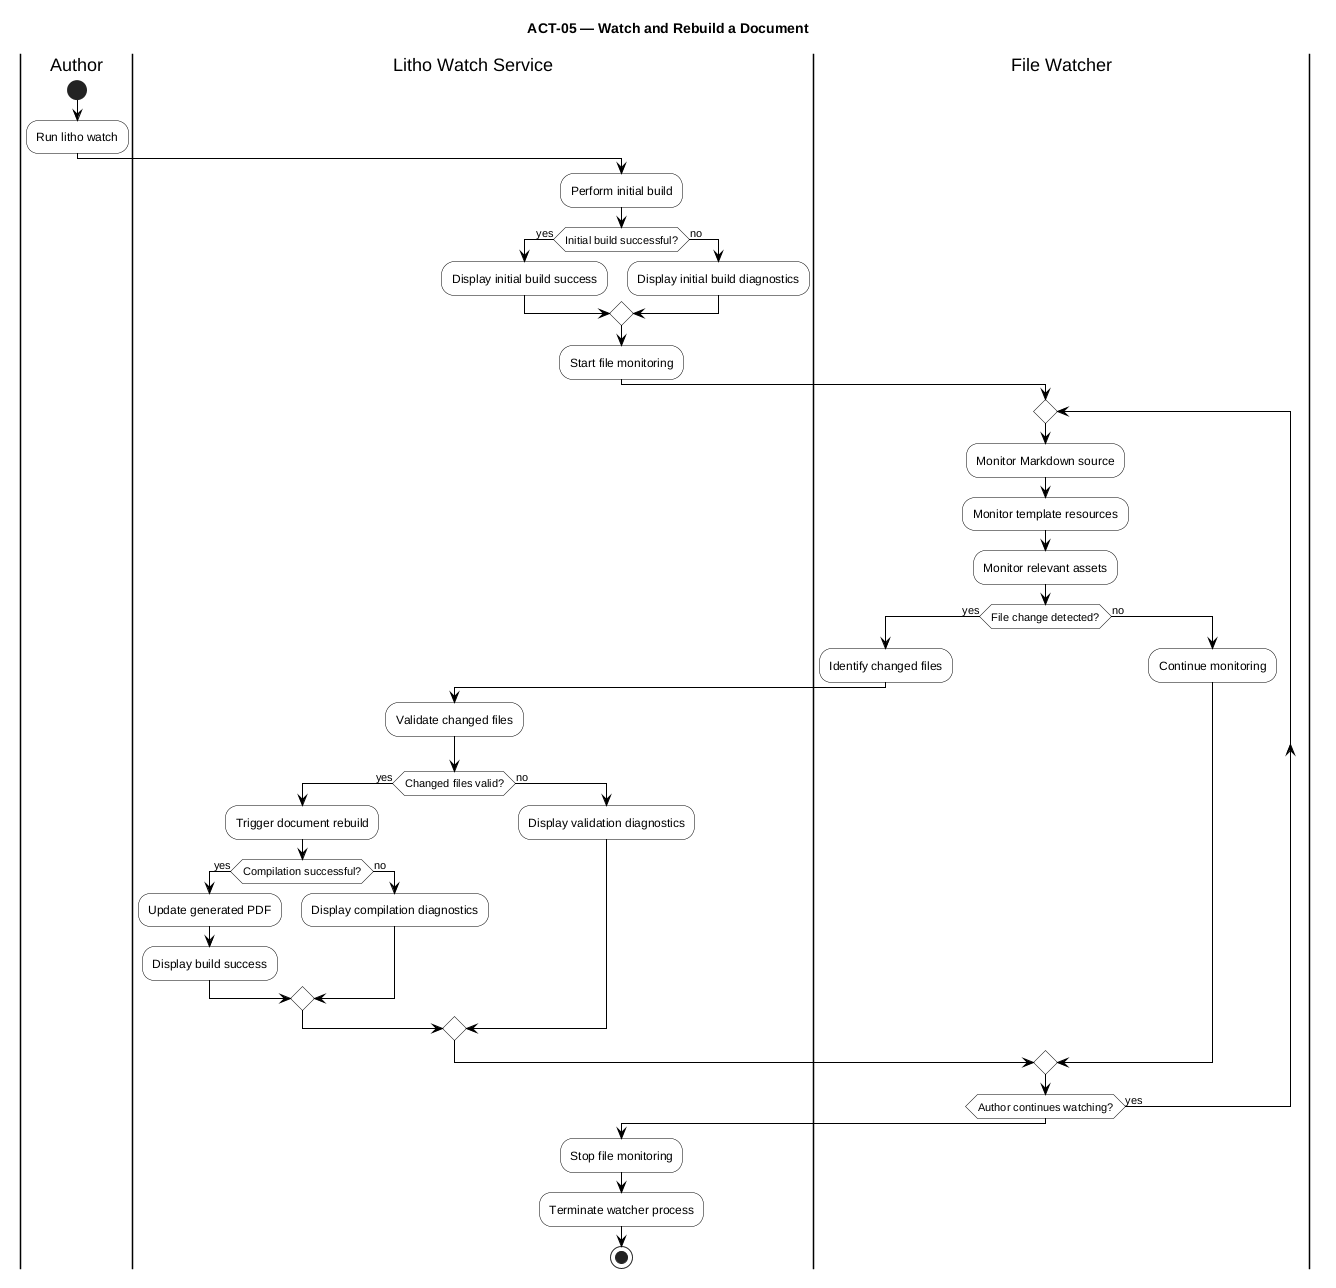 ACT-05 — Watch and Rebuild a Document
Author
Litho Watch Service
File Watcher
Run litho watch
Perform initial build
Initial build successful?
yes
no
Display initial build success
Display initial build diagnostics
Start file monitoring
Monitor Markdown source
Monitor template resources
Monitor relevant assets
File change detected?
yes
no
Identify changed files
Continue monitoring
Validate changed files
Changed files valid?
yes
no
Trigger document rebuild
Display validation diagnostics
Compilation successful?
yes
no
Update generated PDF
Display compilation diagnostics
Display build success
Author continues watching?
yes
Stop file monitoring
Terminate watcher process